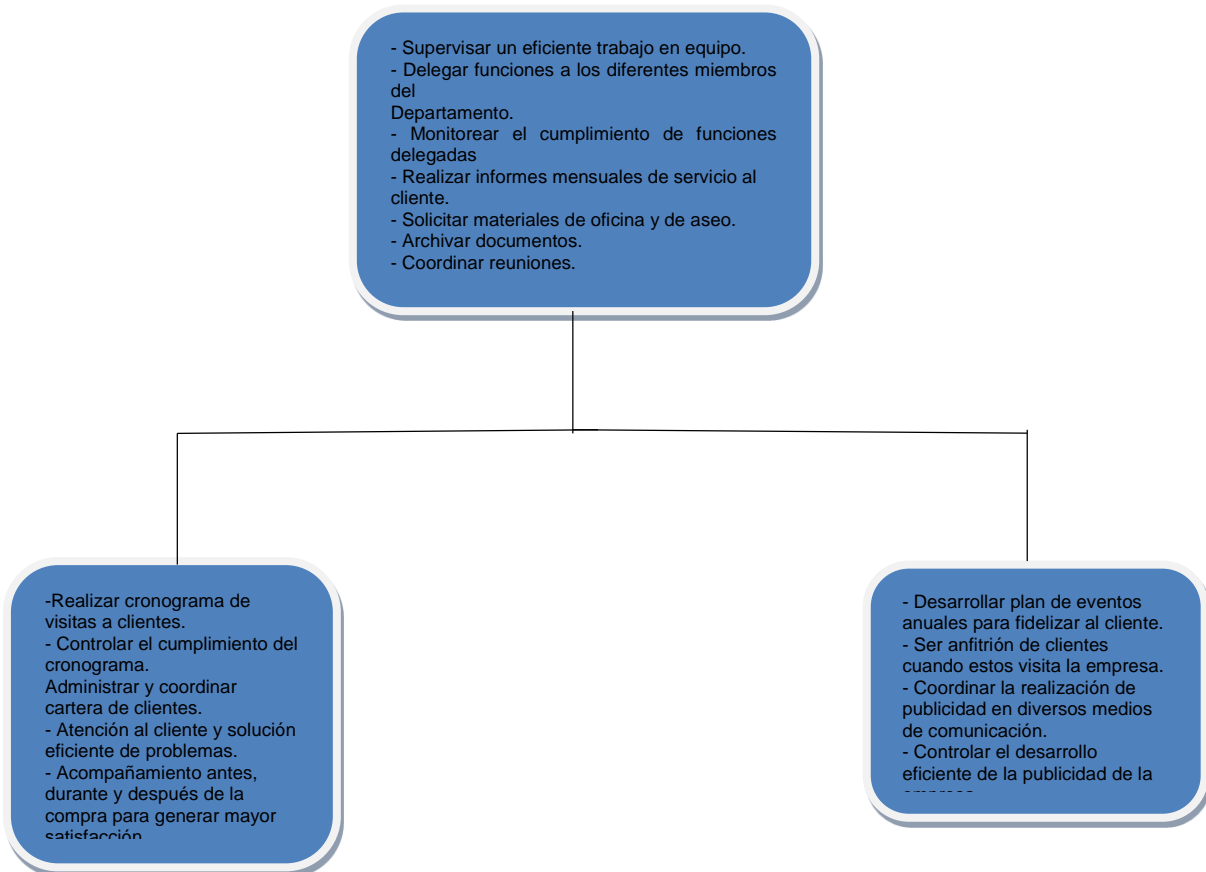 - Supervisar un eficiente trabajo en equipo.
- Delegar funciones a los diferentes miembros
del
Departamento.
- Monitorear el cumplimiento de funciones
delegadas
- Realizar informes mensuales de servicio al
cliente.
- Solicitar materiales de oficina y de aseo.
- Archivar documentos.
- Coordinar reuniones.
-Realizar cronograma de
visitas a clientes.
- Controlar el cumplimiento del
cronograma.
Administrar y coordinar
cartera de clientes.
- Atención al cliente y solución
eficiente de problemas.
- Acompañamiento antes,
durante y después de la
compra para generar mayor
satisfacción
- Desarrollar plan de eventos
anuales para fidelizar al cliente.
- Ser anfitrión de clientes
cuando estos visita la empresa.
- Coordinar la realización de
publicidad en diversos medios
de comunicación.
- Controlar el desarrollo
eficiente de la publicidad de la